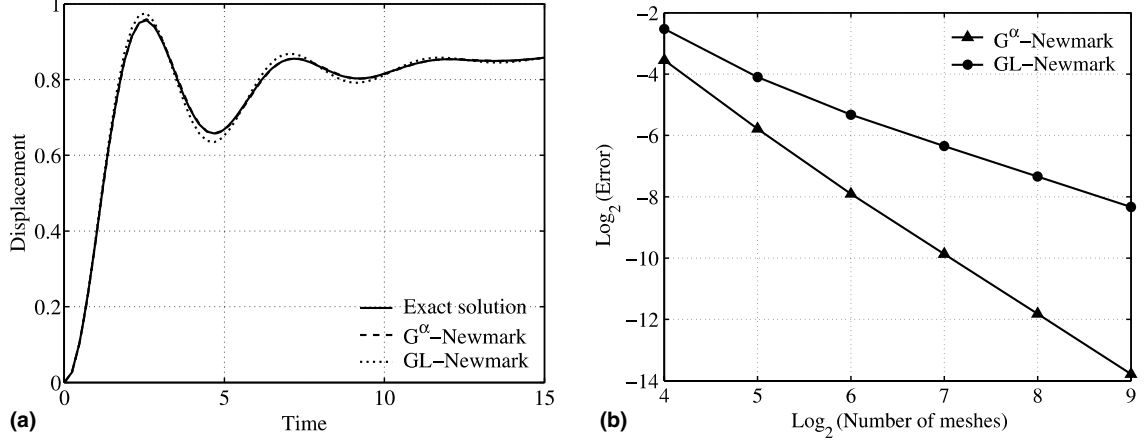 1
0.8
0.6
0.4
0.2
0
Displacement
Exact solution
Gα−Newmark
GL−Newmark
0 5 10 15
Time
(a)
−2
−4
−6
−8
−10
−12
−14
Log2(Error)
Gα−Newmark
GL−Newmark
4 5 6 7 8 9
Log2(Number of meshes)
(b)